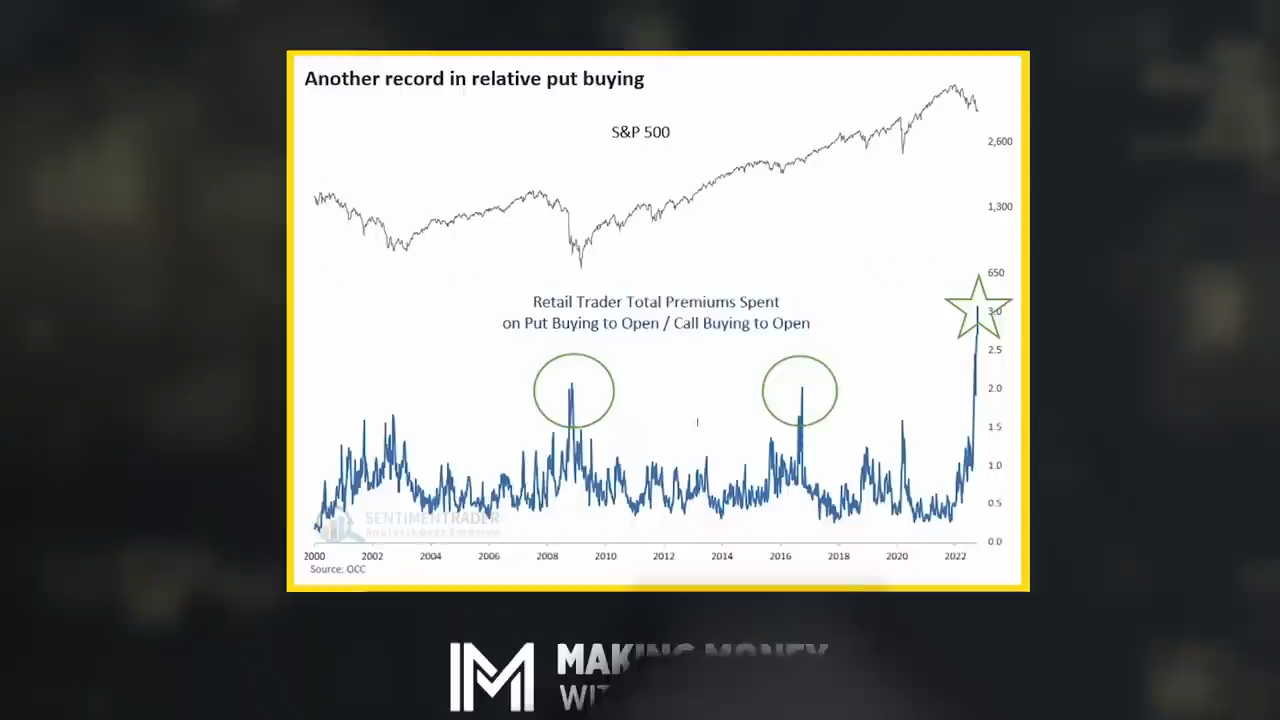 Another record in relative put buying
S&P 500
2,600
1,300
650
Retail Trader Total Premiums Spent
on Put Buying to Open / Call Buying to Open
3.0
2.5
2.0
1.5
1.0
0.5
0.0
SENTIMENTRADER
2000 2002 2004 2006 2008 2010 2012 2014 2016 2018 2020 2022
Source: OCC
MAKING MONEY